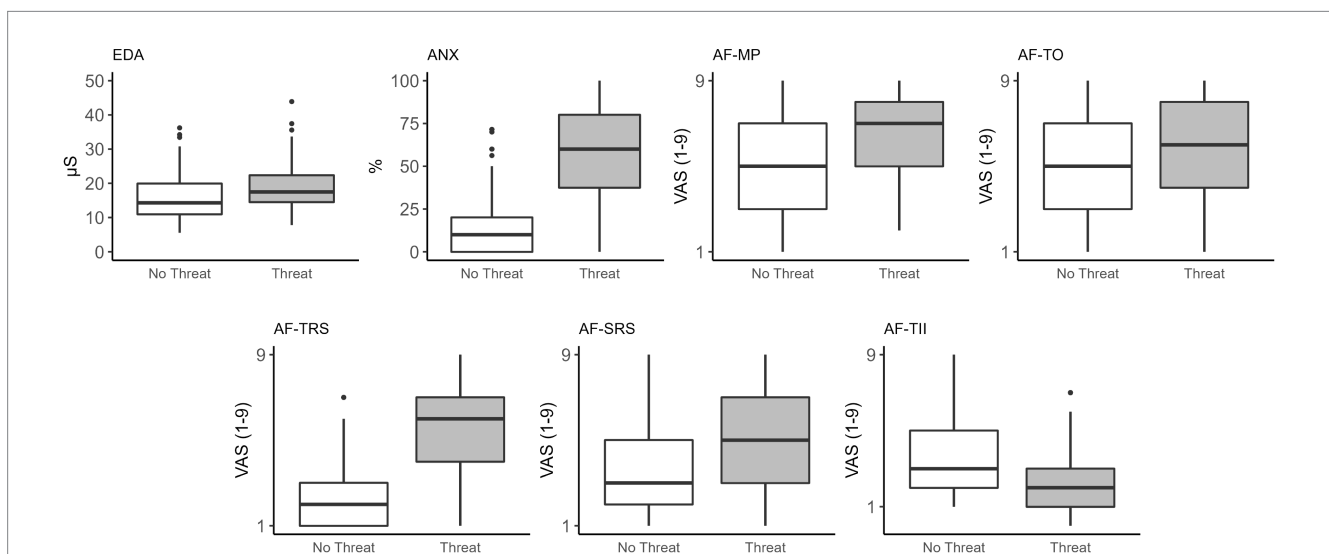 EDA
50
40
30
20
10
0
µS
No Threat
Threat
ANX
100
75
50
25
0
%
No Threat
Threat
AF-MP
9
1
VAS (1-9)
No Threat
Threat
AF-TO
9
1
VAS (1-9)
No Threat
Threat
AF-TRS
9
1
VAS (1-9)
No Threat
Threat
AF-SRS
9
1
VAS (1-9)
No Threat
Threat
AF-TII
9
1
VAS (1-9)
No Threat
Threat